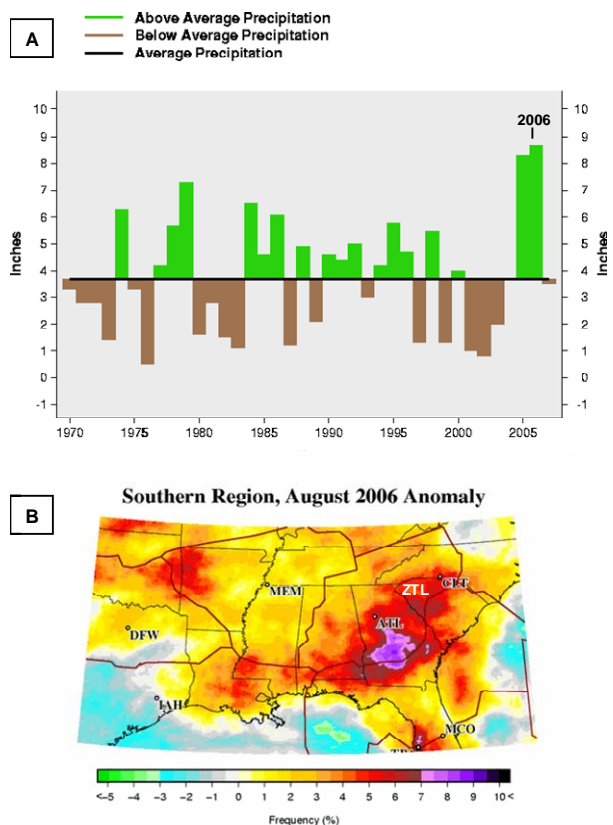 A
Above Average Precipitation
Below Average Precipitation
Average Precipitation
2006
10
9
8
7
6
5
4
3
2
1
0
-1
Inches
10
9
8
7
6
5
4
3
2
1
0
-1
Inches
1970 1975 1980 1985 1990 1995 2000 2005
B
Southern Region, August 2006 Anomaly
ZTL
CLT
MEM
ATL
DFW
IAH
MCO
<-5 -4 -3 -2 -1 0 1 2 3 4 5 6 7 8 9 10<
Frequency (%)